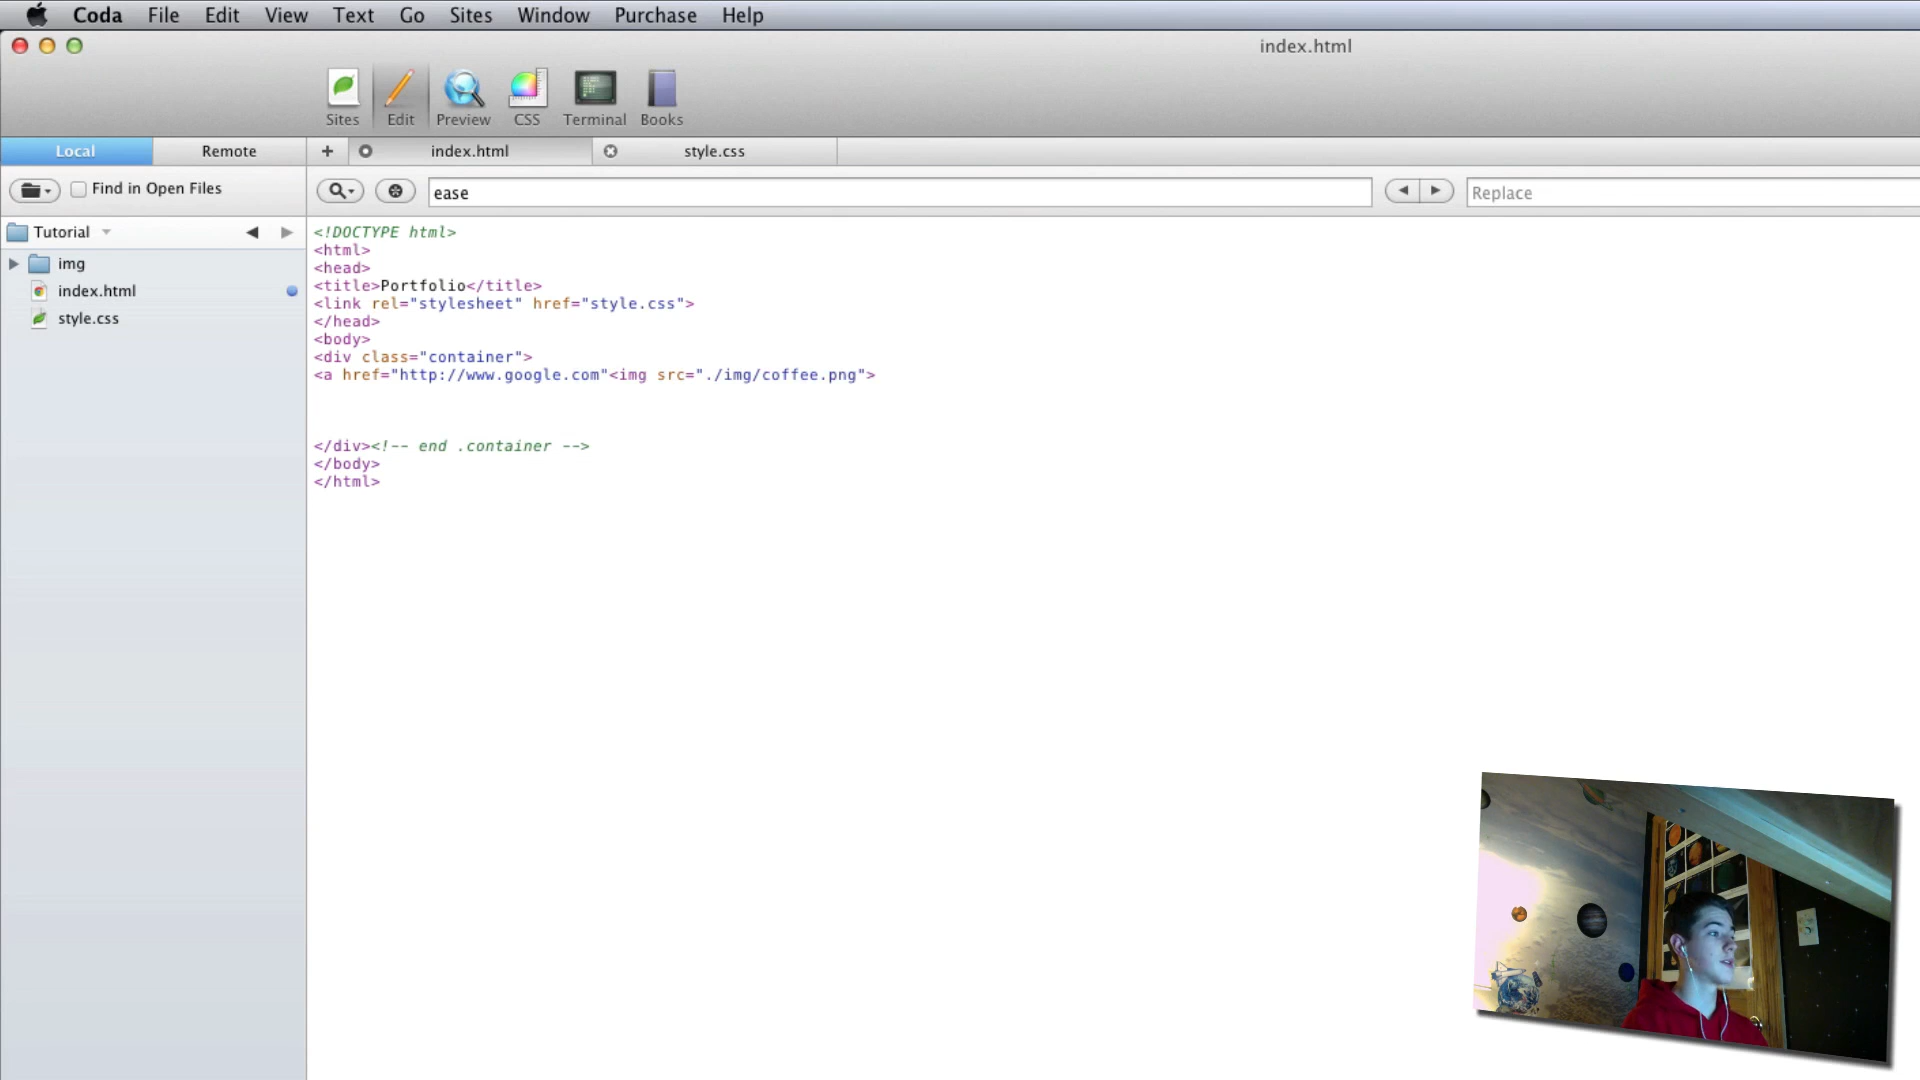 Coda File Edit View Text Go Sites Window Purchase Help
index.html
Sites Edit Preview CSS Terminal Books
Local Remote + index.html style.css
Find in Open Files ease Replace
Tutorial
img
index.html
style.css
<!DOCTYPE html>
<html>
<head>
<title>Portfolio</title>
<link rel="stylesheet" href="style.css">
</head>
<body>
<div class="container">
<a href="http://www.google.com"<img src="./img/coffee.png">
</div><!-- end .container -->
</body>
</html>